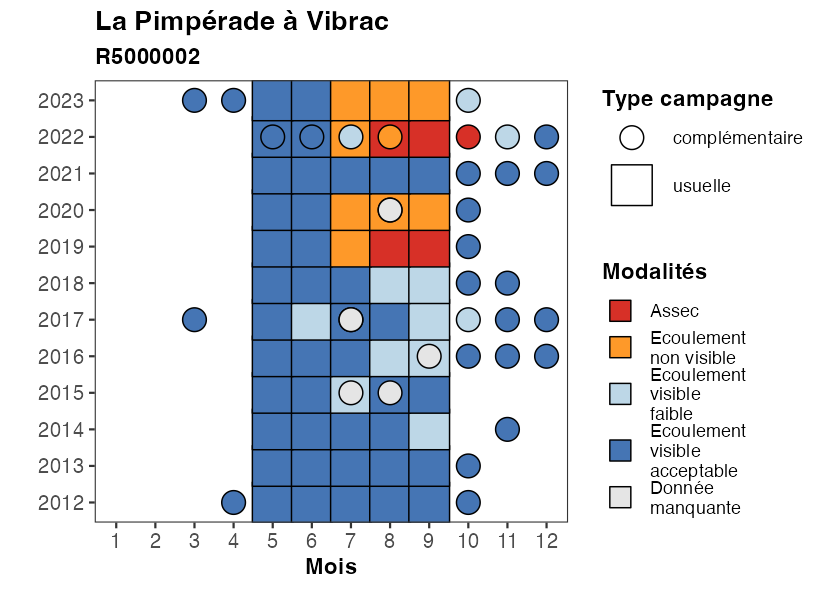 La Pimpérade à Vibrac
R5000002
2023
2022
2021
2020
2019
2018
2017
2016
2015
2014
2013
2012
1 2 3 4 5 6 7 8 9 10 11 12
Mois
Type campagne
complémentaire
usuelle
Modalités
Assec
Ecoulement
non visible
Ecoulement
visible
faible
Ecoulement
visible
acceptable
Donnée
manquante